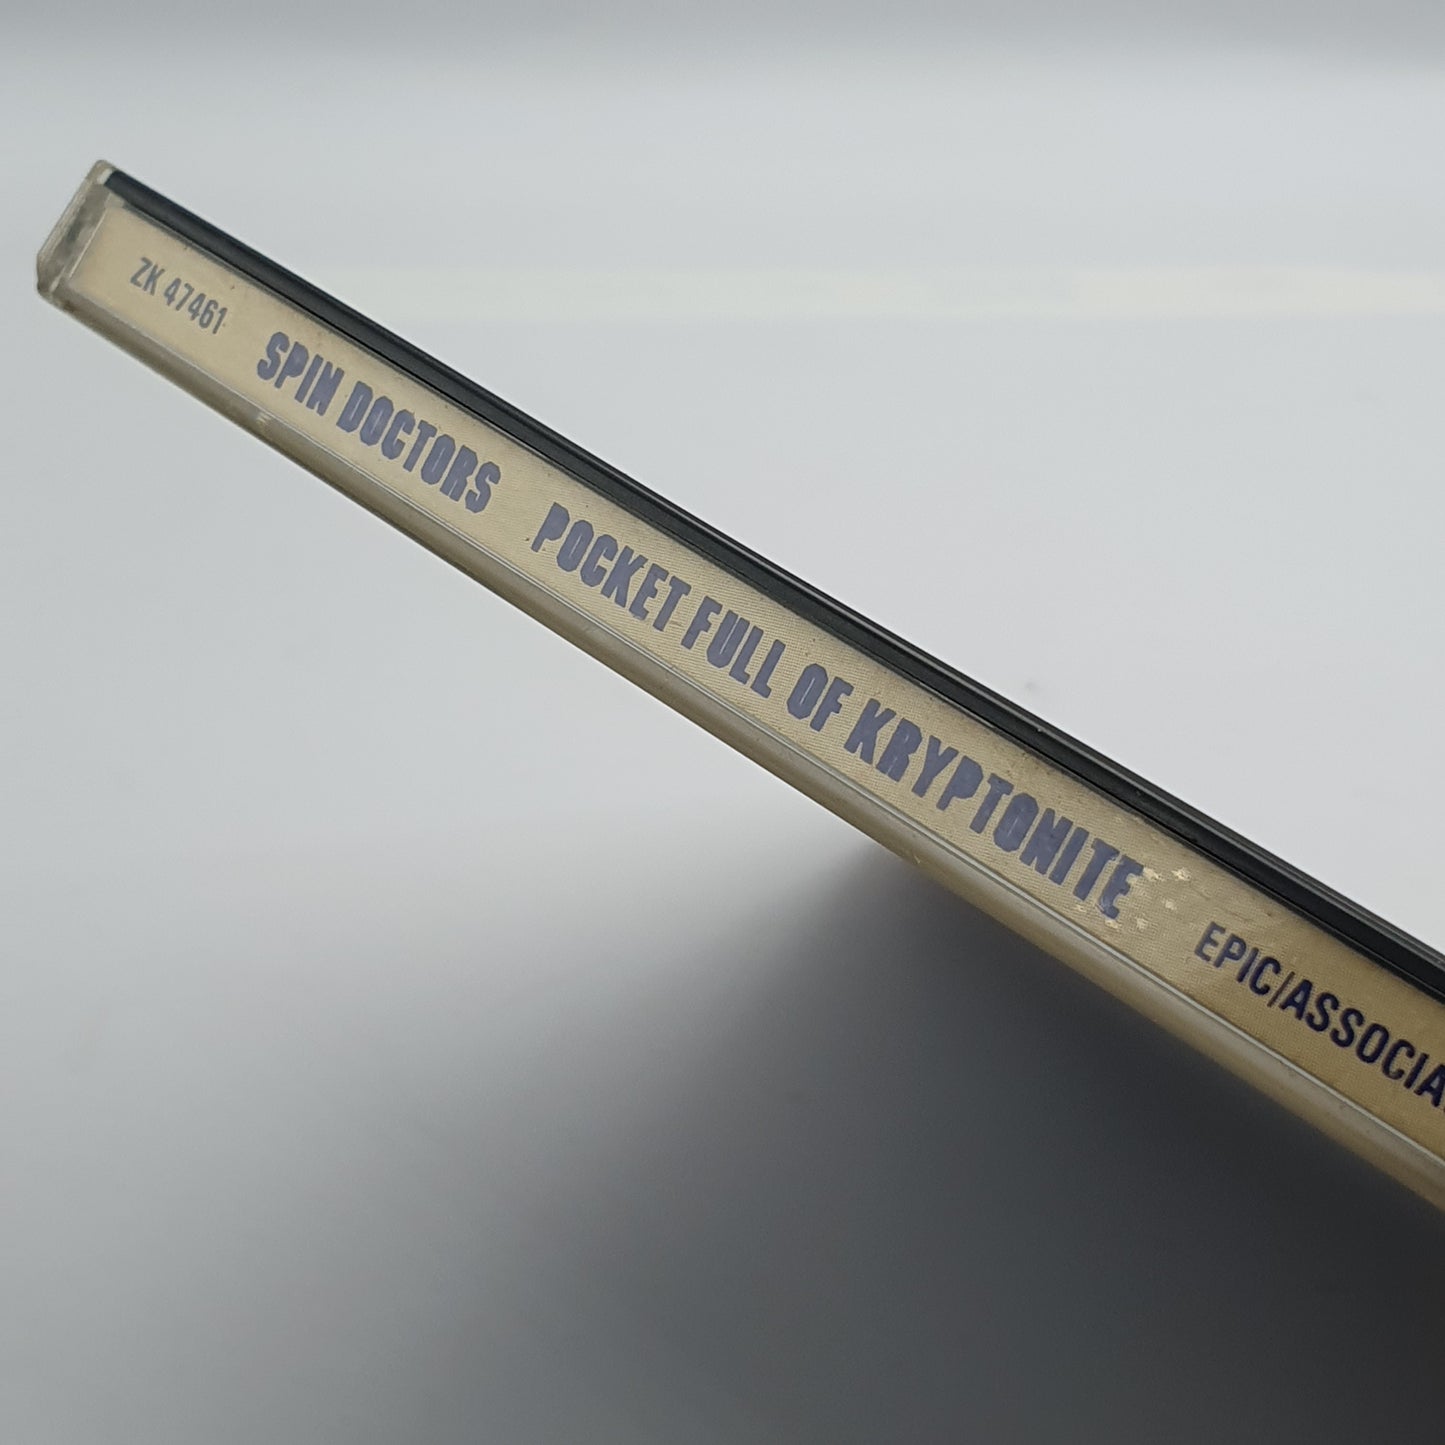 ZK 47461 SPIN DOCTORS POCKET FULL OF KRYPTONITE EPIC/ASSOCIA